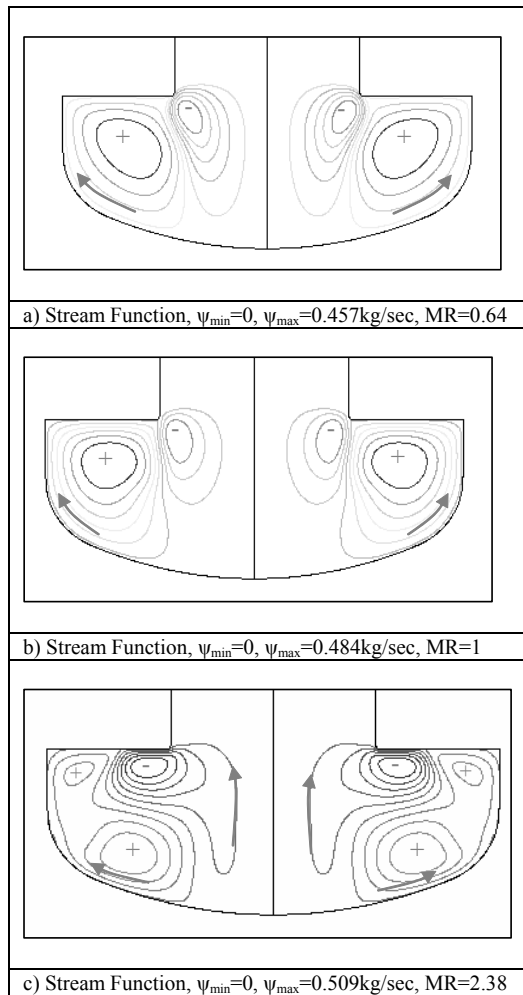 - -
+ +
a) Stream Function, ψmin=0, ψmax=0.457kg/sec, MR=0.64
- -
+ +
b) Stream Function, ψmin=0, ψmax=0.484kg/sec, MR=1
+ - - +
+ +
c) Stream Function, ψmin=0, ψmax=0.509kg/sec, MR=2.38